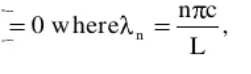 = 0 where λₙ = nπc / L,